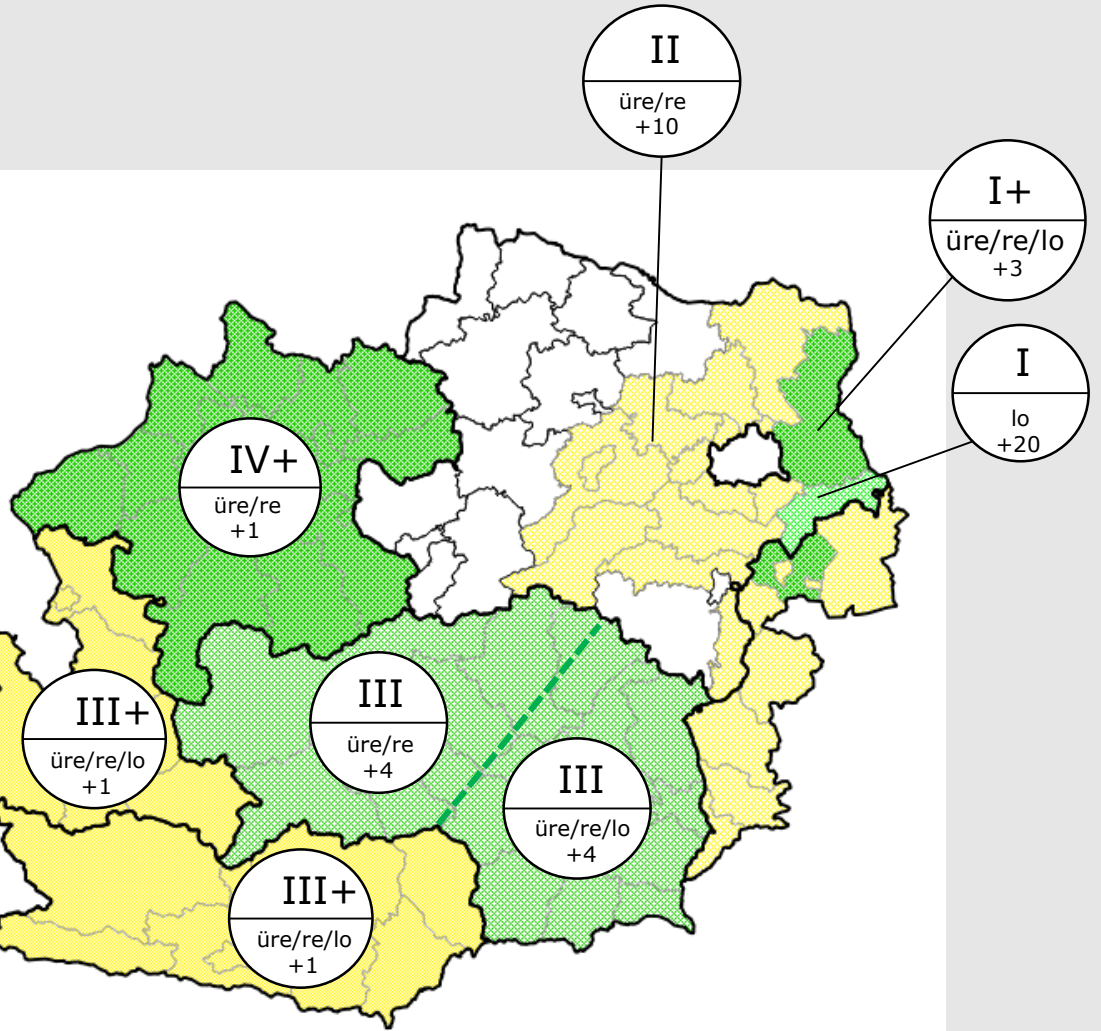 II
üre/re
+10
I+
üre/re/lo
+3
I
lo
+20
IV+
üre/re
+1
III+
üre/re/lo
+1
III
üre/re
+4
III
üre/re/lo
+4
III+
üre/re/lo
+1